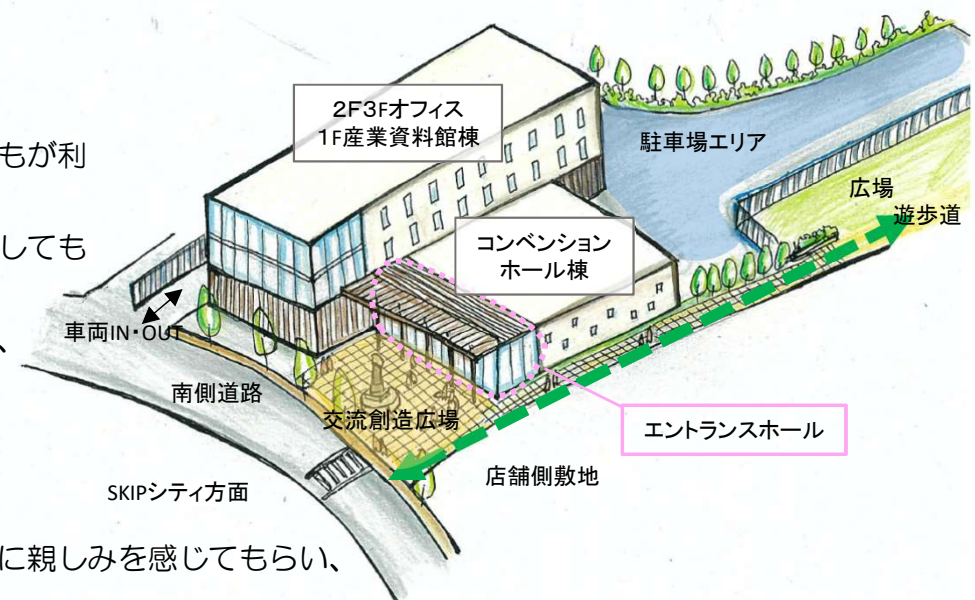 もが利
しても
、
に親しみを感じてもらい、
2F3Fオフィス
1F産業資料館棟
駐車場エリア
広場
遊歩道
コンベンション
ホール棟
車両IN・OUT
南側道路
交流創造広場
エントランスホール
店舗側敷地
SKIPシティ方面